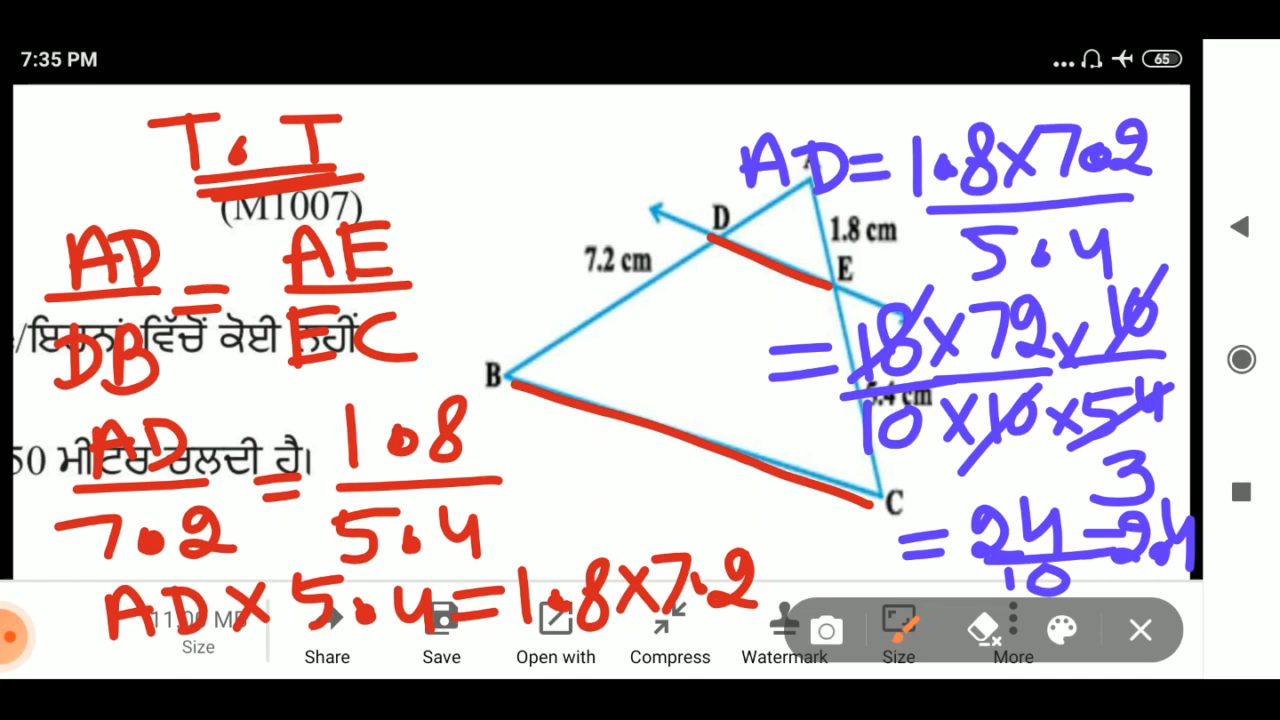 7:35 PM
65
T.T
(M1007)
AD/DB = AE/EC
/ਇਹਨਾਂ ਵਿੱਚੋਂ ਕੋਈ ਨਹੀਂ
AD/7.2 = 1.8/5.4
50 ਮੀਟਰ ਚਲਦੀ ਹੈ।
AD × 5.4 = 1.8×7.2
A
D
1.8 cm
7.2 cm
E
B
5.4 cm
C
AD = 1.8×7.2/5.4
= 18×72×10/10×10×54
3
= 24/10 = 2.4
Size
Share
Save
Open with
Compress
Watermark
Size
More